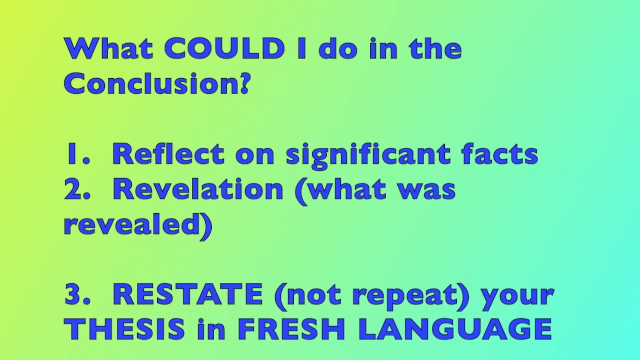 What COULD I do in the
Conclusion?
1. Reflect on significant facts
2. Revelation (what was
revealed)
3. RESTATE (not repeat) your
THESIS in FRESH LANGUAGE